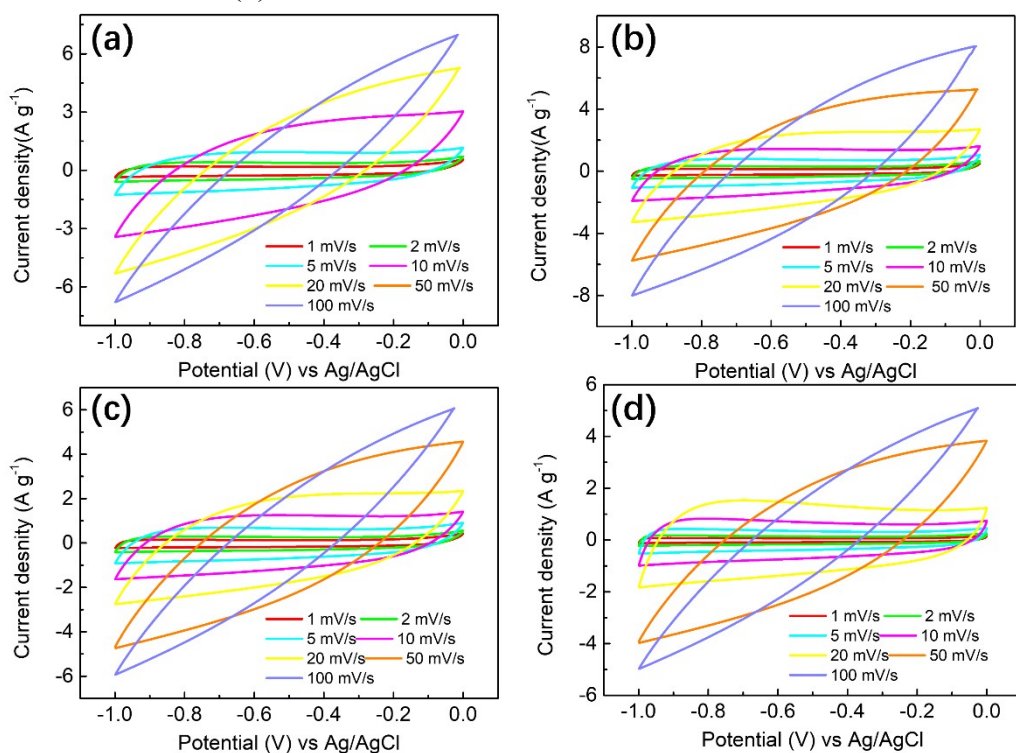 (a)
Current density(A g⁻¹)
6
3
0
-3
-6
1 mV/s 2 mV/s
5 mV/s 10 mV/s
20 mV/s 50 mV/s
100 mV/s
-1.0 -0.8 -0.6 -0.4 -0.2 0.0
Potential (V) vs Ag/AgCl
(b)
Current density(A g⁻¹)
8
4
0
-4
-8
1 mV/s 2 mV/s
5 mV/s 10 mV/s
20 mV/s 50 mV/s
100 mV/s
-1.0 -0.8 -0.6 -0.4 -0.2 0.0
Potential (V) vs Ag/AgCl
(c)
Current desnity (A g⁻¹)
6
4
2
0
-2
-4
-6
1 mV/s 2 mV/s
5 mV/s 10 mV/s
20 mV/s 50 mV/s
100 mV/s
-1.0 -0.8 -0.6 -0.4 -0.2 0.0
Potential (V) vs Ag/AgCl
(d)
Current density (A g⁻¹)
6
4
2
0
-2
-4
-6
1 mV/s 2 mV/s
5 mV/s 10 mV/s
20 mV/s 50 mV/s
100 mV/s
-1.0 -0.8 -0.6 -0.4 -0.2 0.0
Potential (V) vs Ag/AgCl